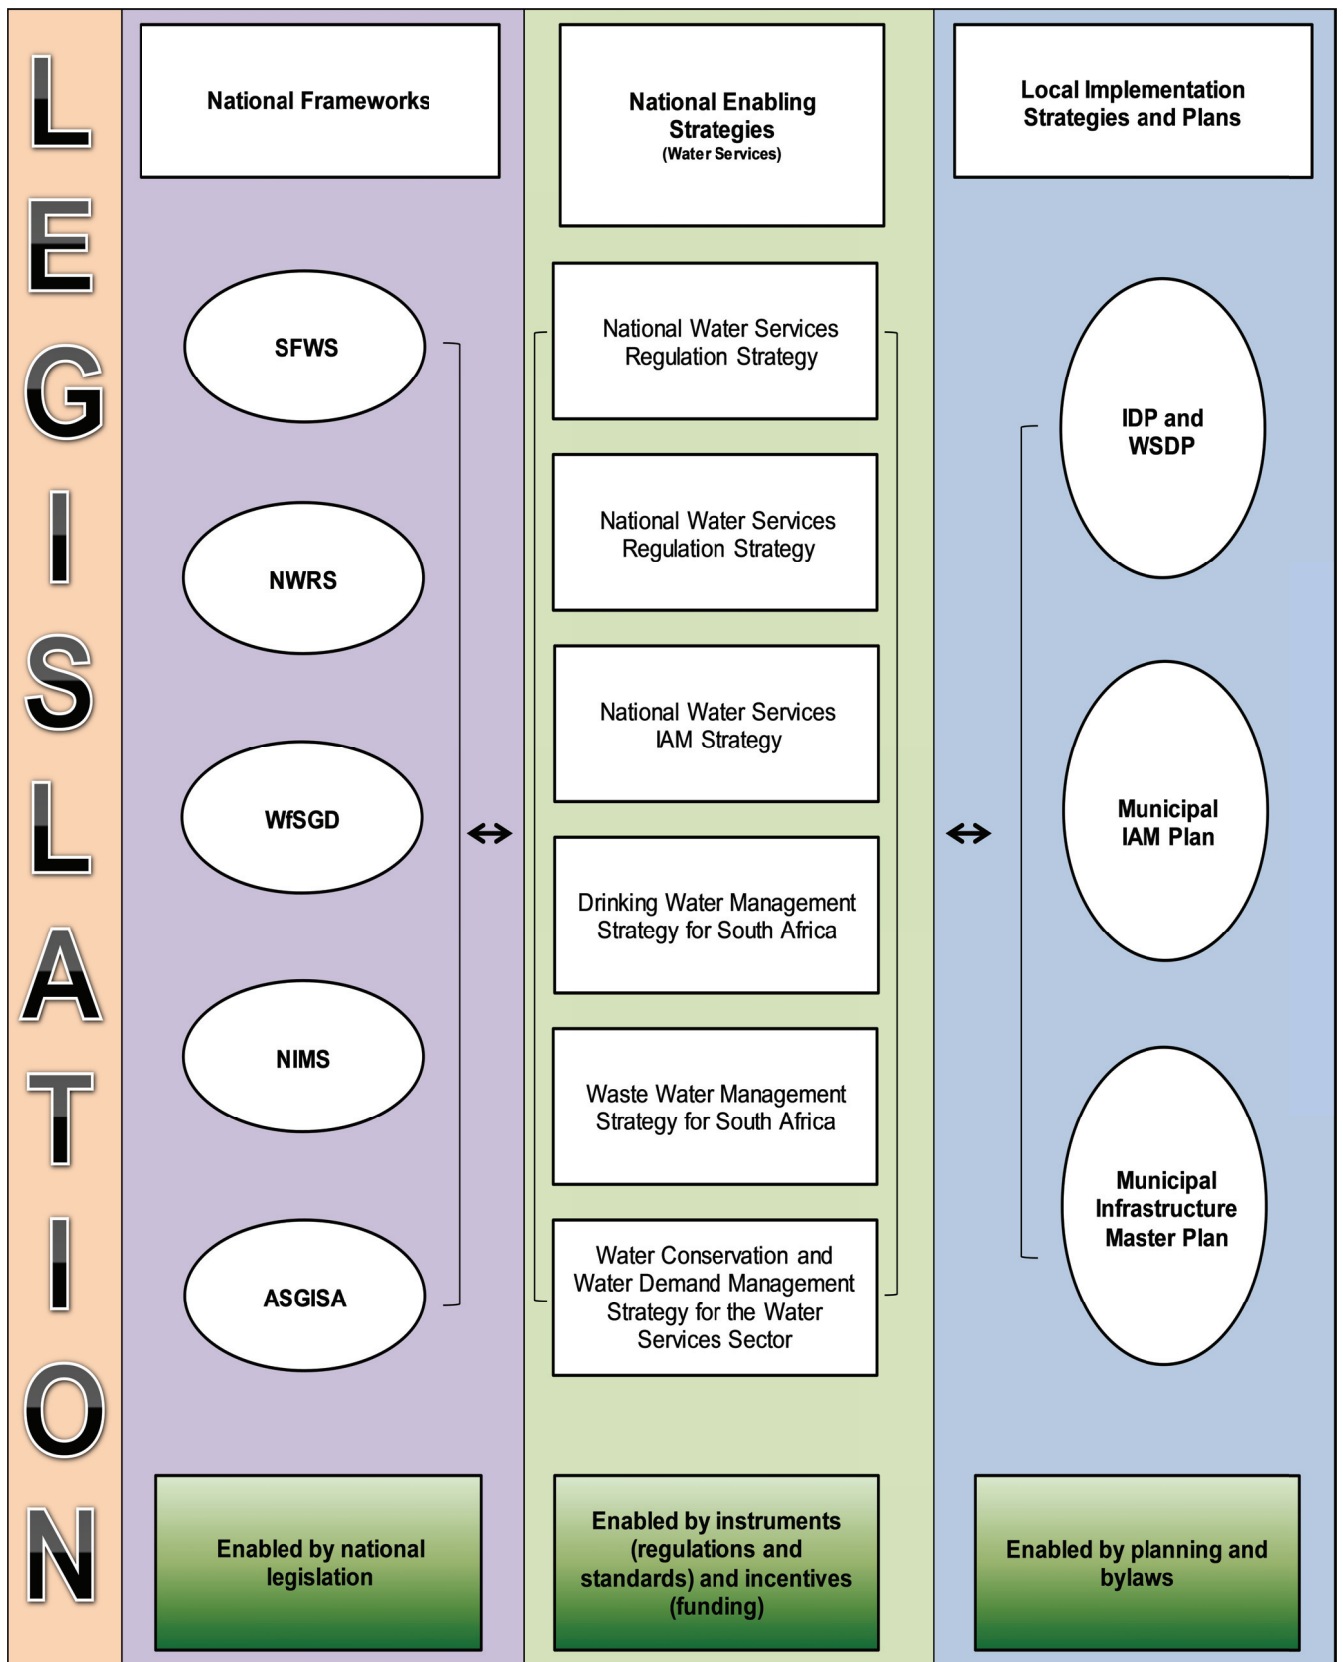 LEGISLATION
National Frameworks
SFWS
NWRS
WfSGD
NIMS
ASGISA
Enabled by national
legislation
National Enabling
Strategies
(Water Services)
National Water Services
Regulation Strategy
National Water Services
Regulation Strategy
National Water Services
IAM Strategy
Drinking Water Management
Strategy for South Africa
Waste Water Management
Strategy for South Africa
Water Conservation and
Water Demand Management
Strategy for the Water
Services Sector
Enabled by instruments
(regulations and
standards) and incentives
(funding)
Local Implementation
Strategies and Plans
IDP and
WSDP
Municipal
IAM Plan
Municipal
Infrastructure
Master Plan
Enabled by planning and
bylaws